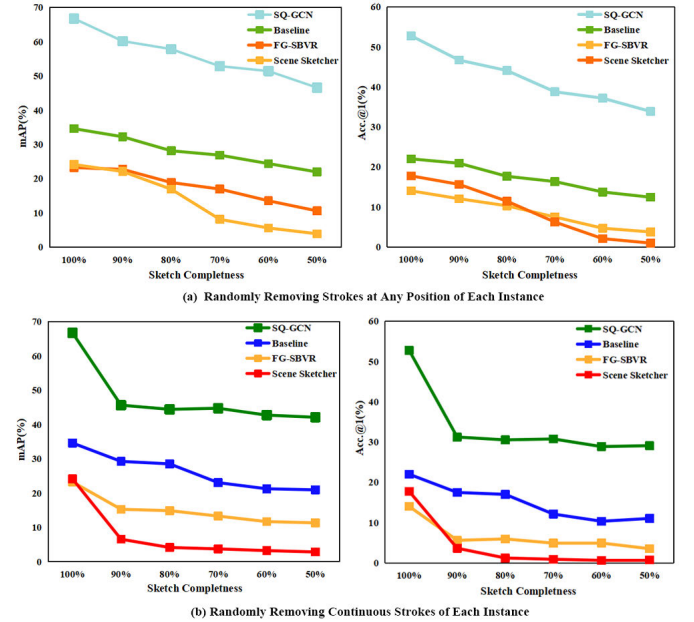 70
60
50
40
30
20
10
0
mAP(%)
SQ-GCN
Baseline
FG-SBVR
Scene Sketcher
100% 90% 80% 70% 60% 50%
Sketch Completness
60
50
40
30
20
10
0
Acc.@1(%)
SQ-GCN
Baseline
FG-SBVR
Scene Sketcher
100% 90% 80% 70% 60% 50%
Sketch Completness
(a) Randomly Removing Strokes at Any Position of Each Instance
70
60
50
40
30
20
10
0
mAP(%)
SQ-GCN
Baseline
FG-SBVR
Scene Sketcher
100% 90% 80% 70% 60% 50%
Sketch Completness
60
50
40
30
20
10
0
Acc.@1(%)
SQ-GCN
Baseline
FG-SBVR
Scene Sketcher
100% 90% 80% 70% 60% 50%
Sketch Completness
(b) Randomly Removing Continuous Strokes of Each Instance